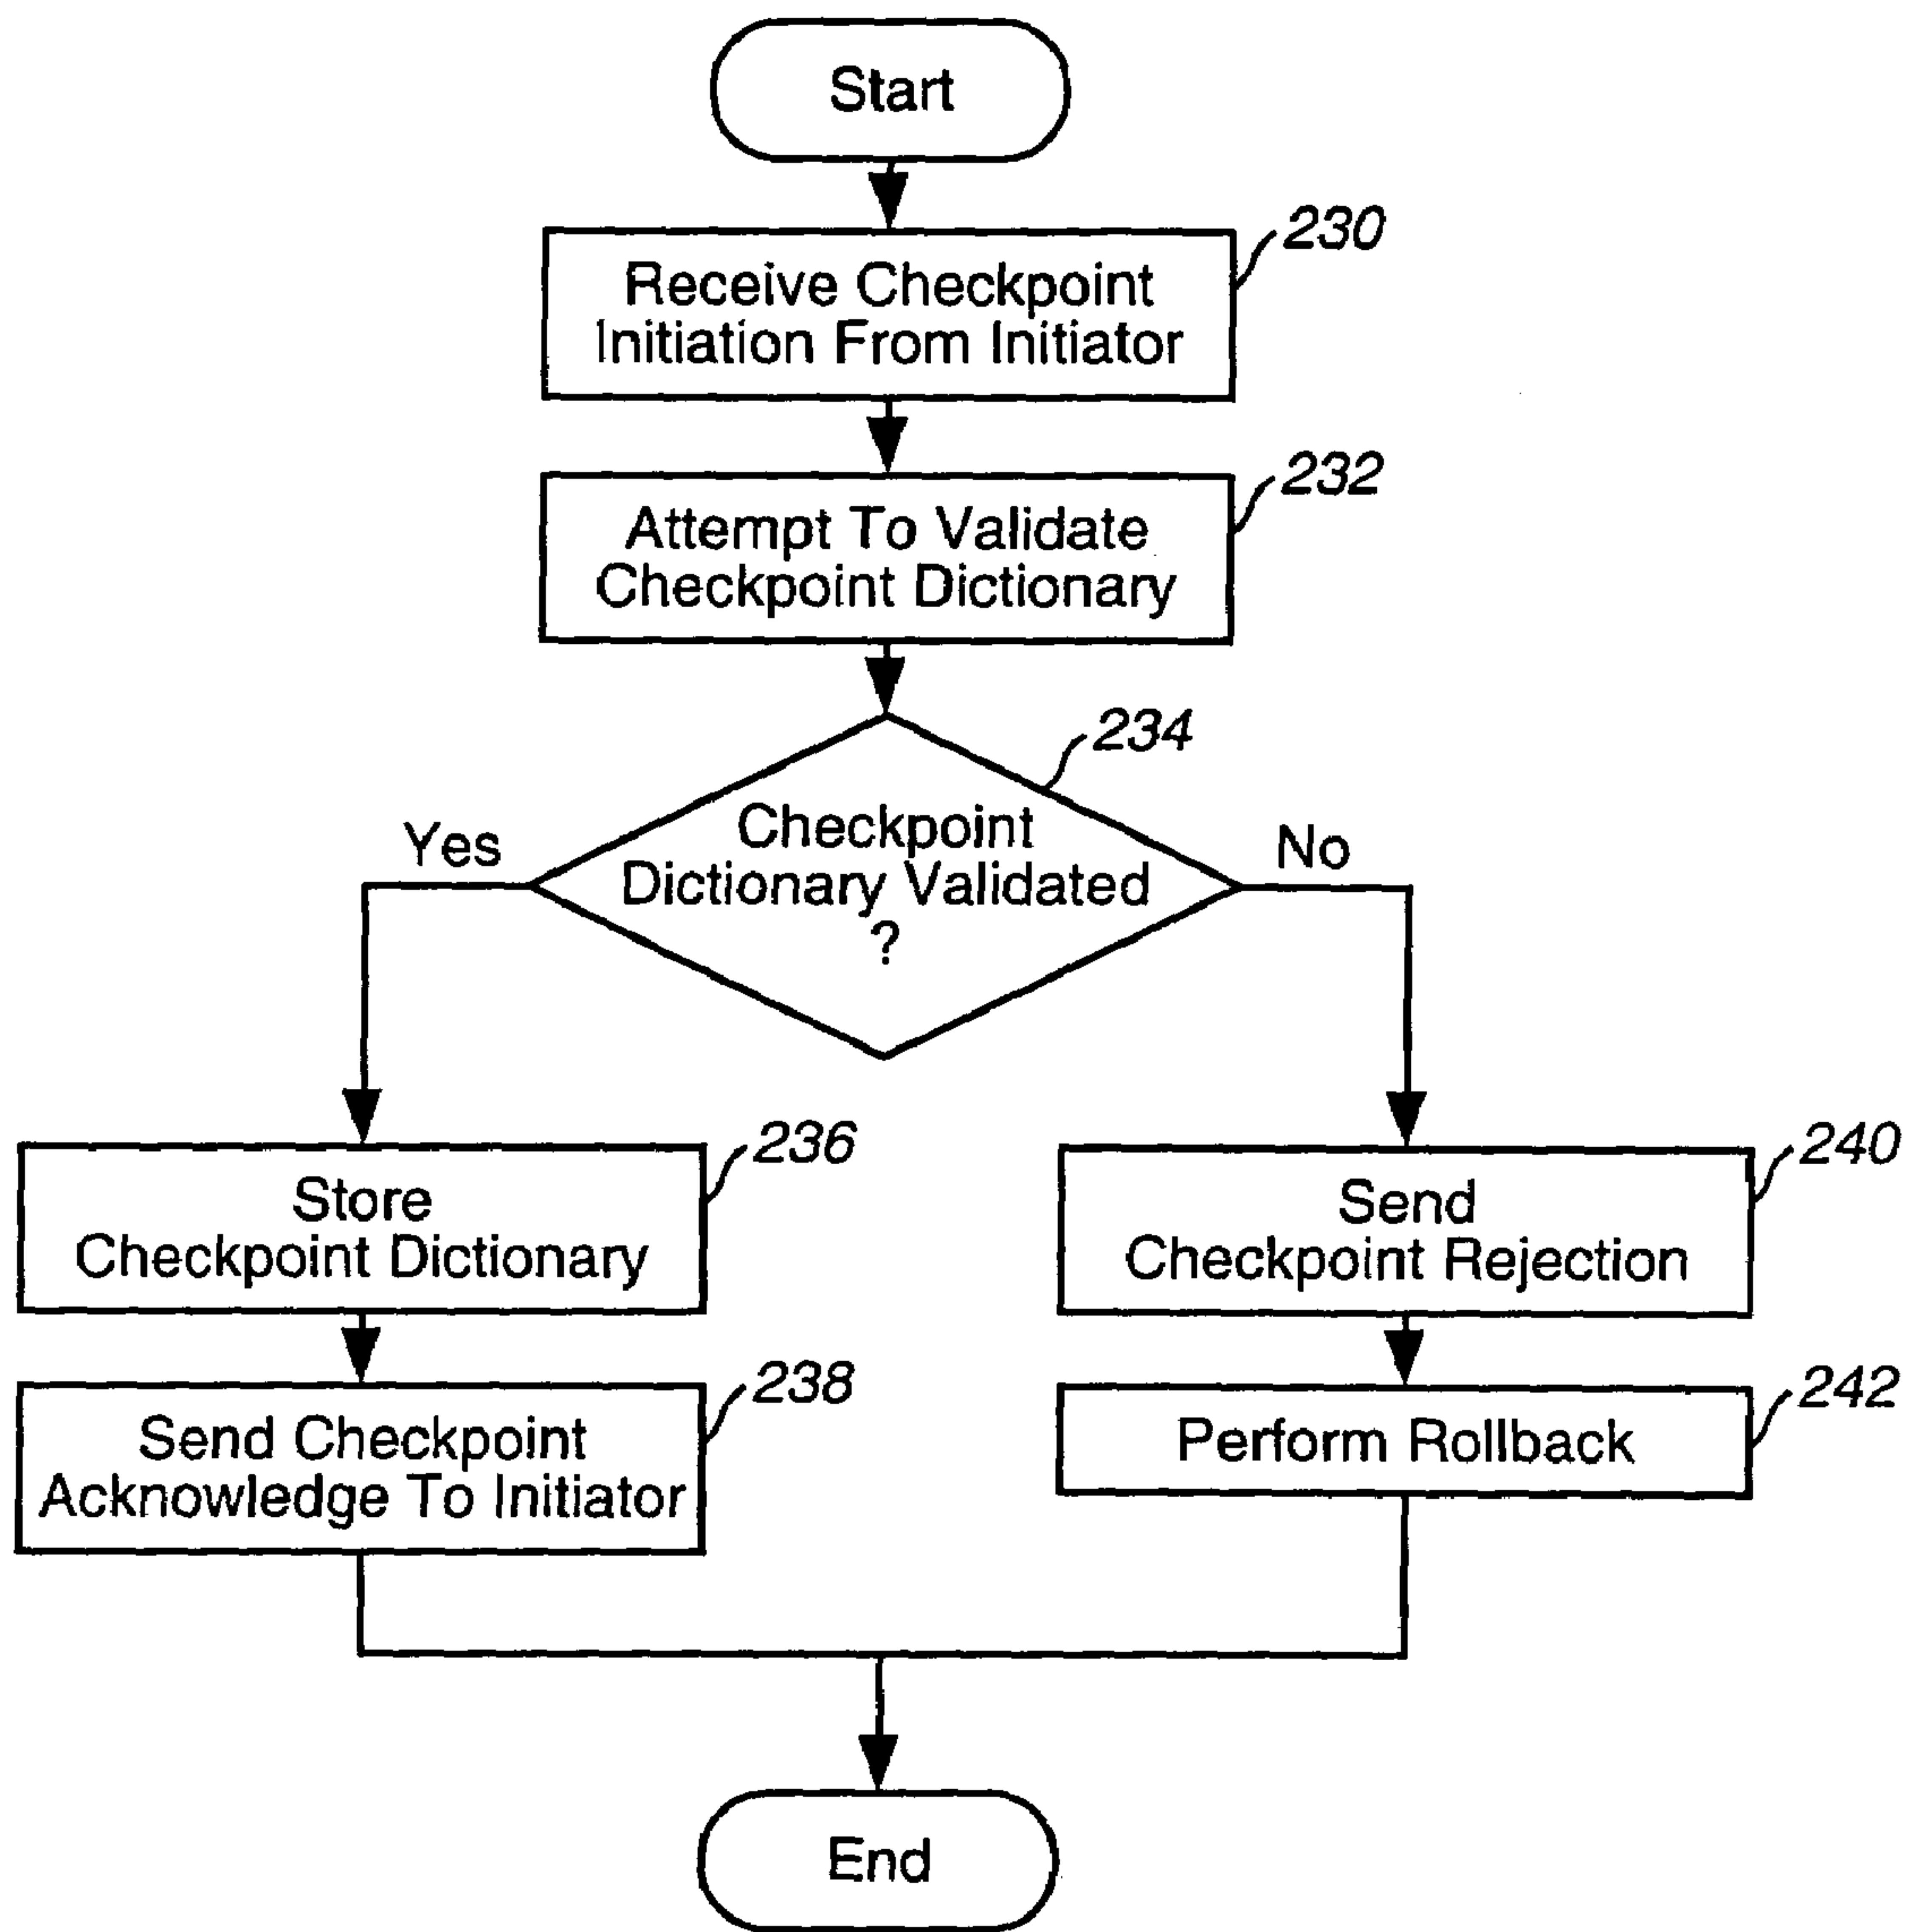 Start
230
Receive Checkpoint
Initiation From Initiator
232
Attempt To Validate
Checkpoint Dictionary
234
Checkpoint
Dictionary Validated
?
Yes
No
236
Store
Checkpoint Dictionary
240
Send
Checkpoint Rejection
238
Send Checkpoint
Acknowledge To Initiator
242
Perform Rollback
End